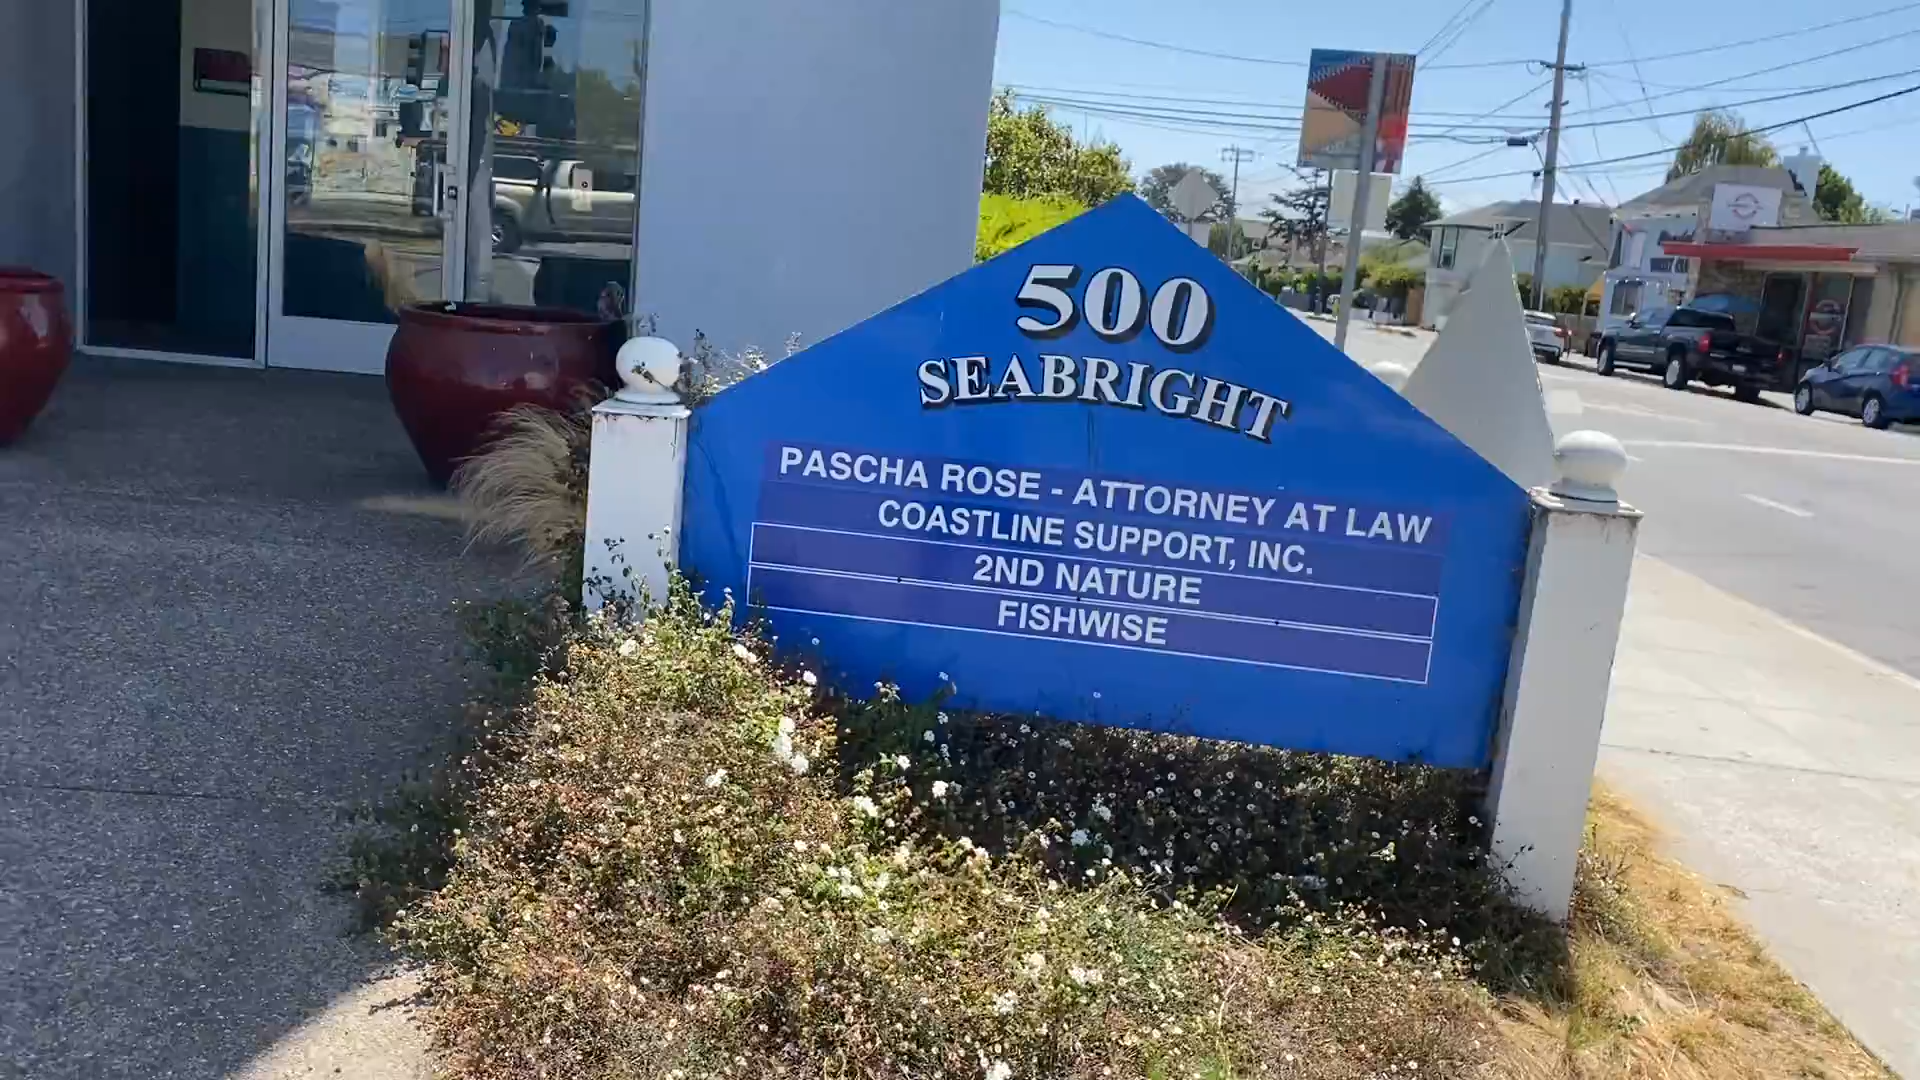 500
SEABRIGHT
PASCHA ROSE - ATTORNEY AT LAW
COASTLINE SUPPORT, INC.
2ND NATURE
FISHWISE